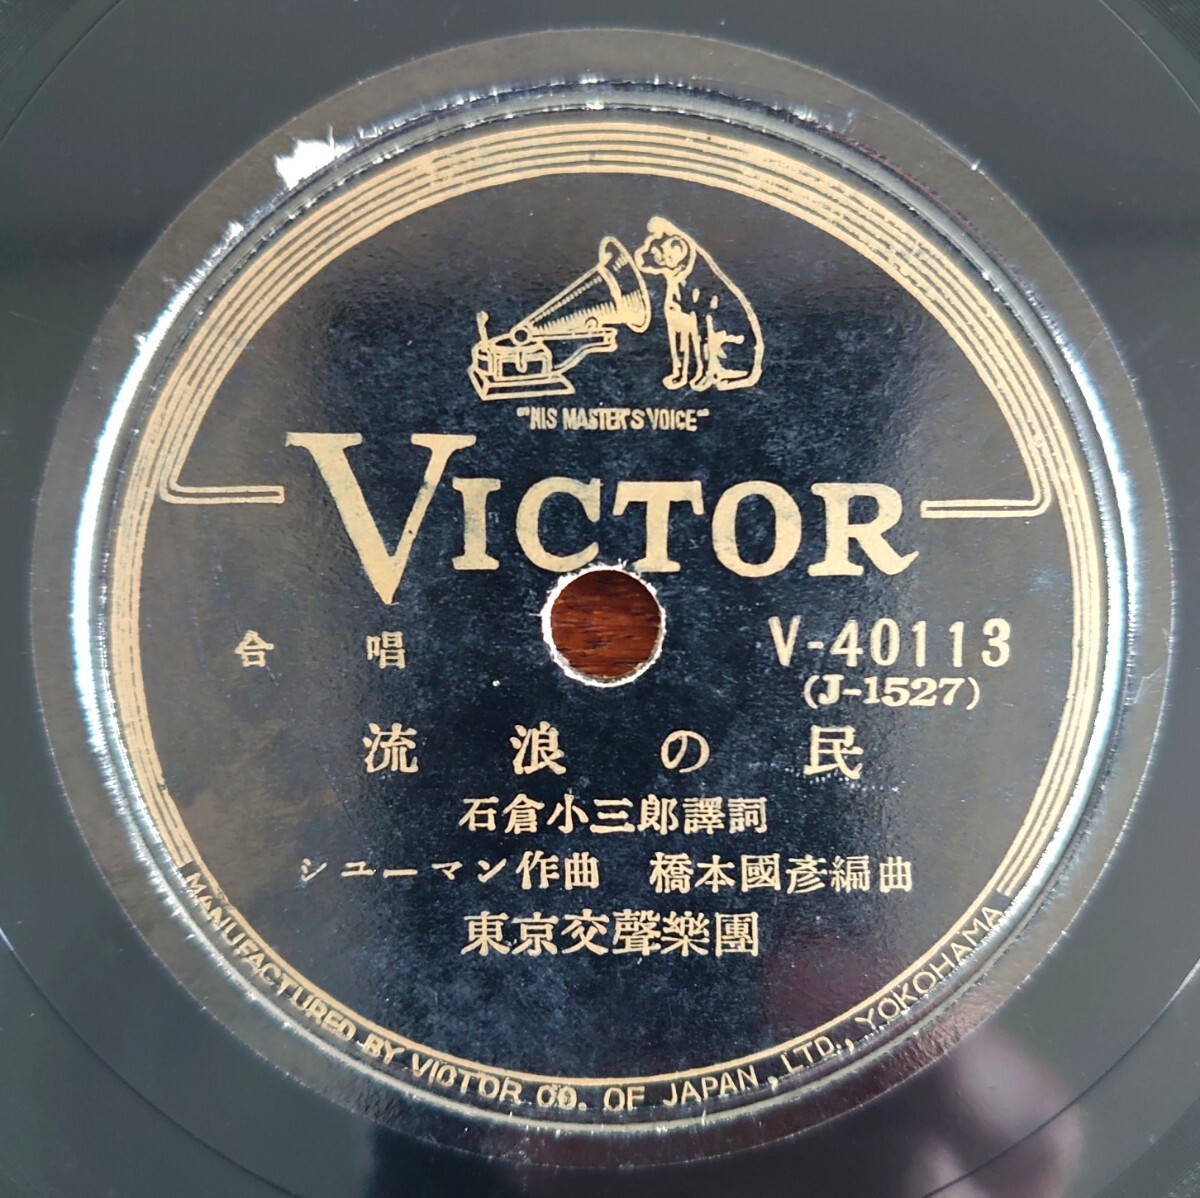 "HIS MASTER'S VOICE"
VICTOR
合唱
V-40113
(J-1527)
流浪の民
石倉小三郎譯詞
シユーマン作曲 橋本國彥編曲
東京交聲樂團
MANUFACTURED BY VICTOR CO. OF JAPAN, LTD., YOKOHAMA